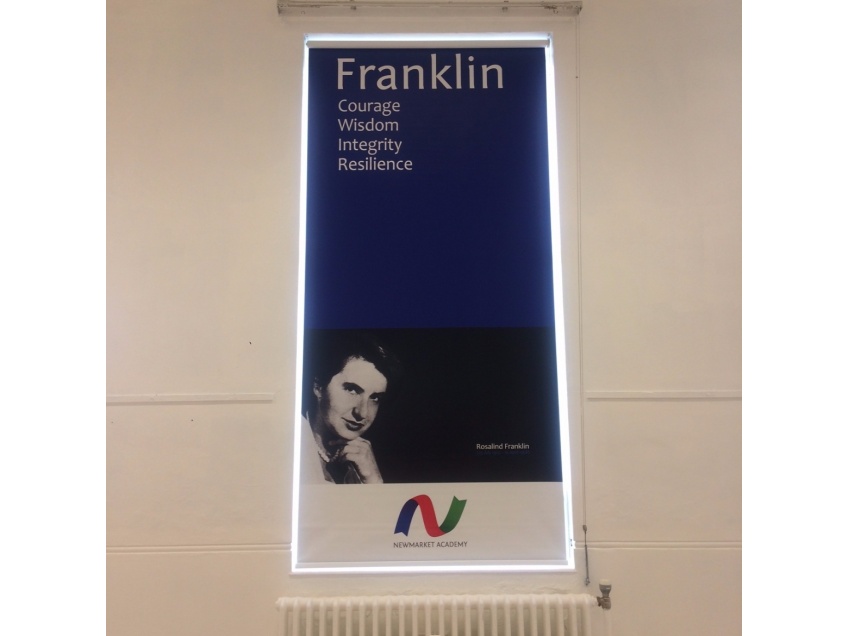 Franklin
Courage
Wisdom
Integrity
Resilience
Rosalind Franklin
NEWMARKET ACADEMY